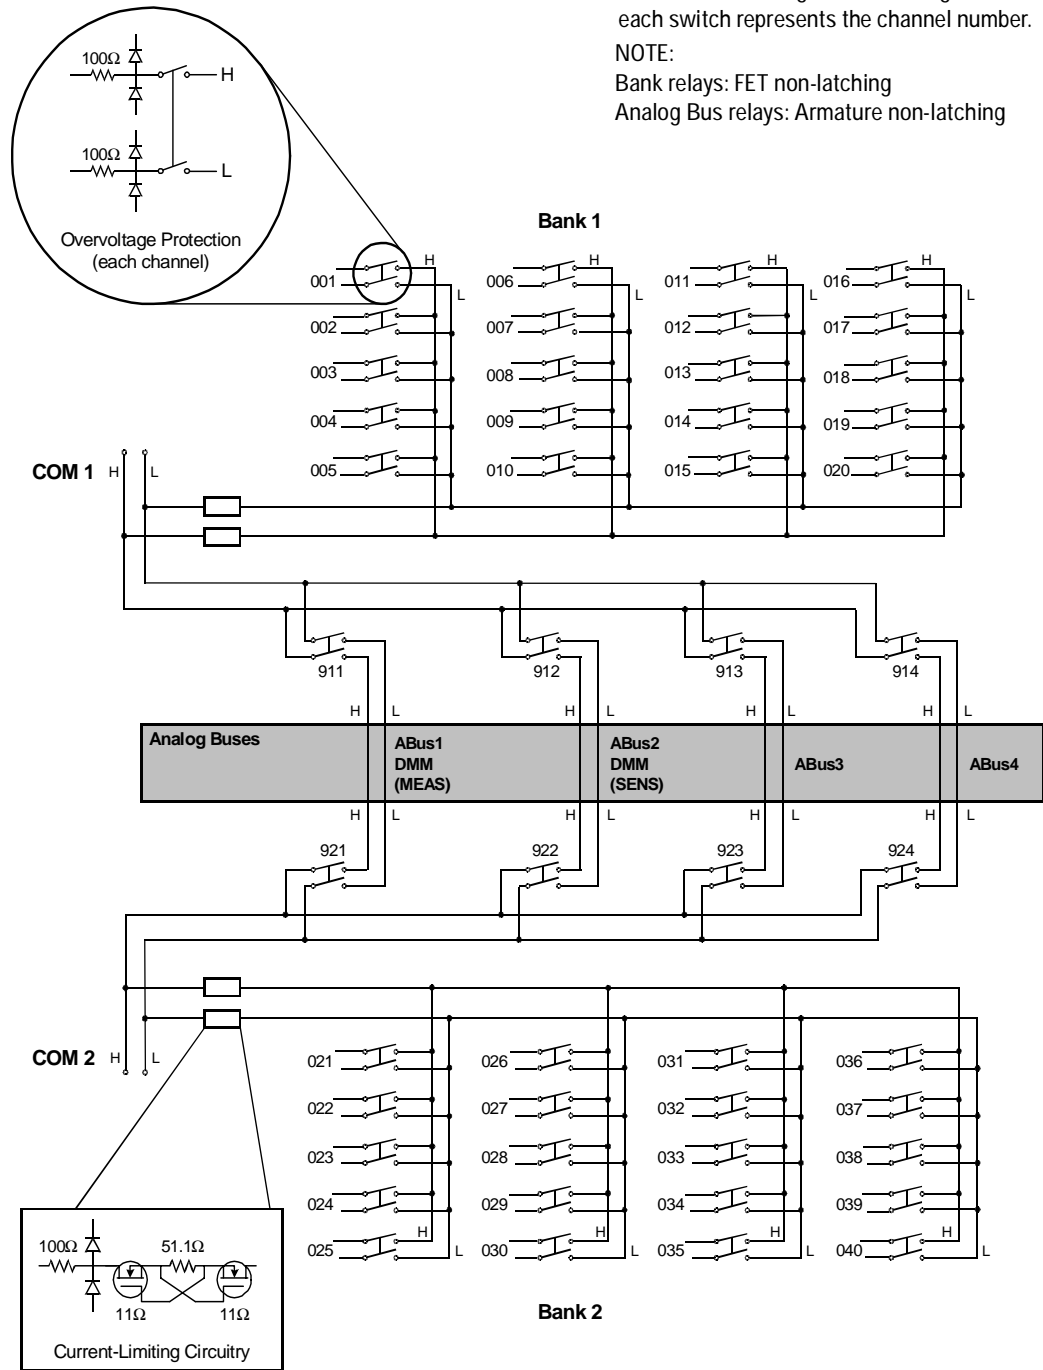 each switch represents the channel number.
NOTE:
Bank relays: FET non-latching
Analog Bus relays: Armature non-latching
100Ω
H
100Ω
L
Overvoltage Protection
(each channel)
Bank 1
H H H H
001 006 011 016
L L L L
002 007 012 017
003 008 013 018
004 009 014 019
COM 1 H L
005 010 015 020
911 912 913 914
H L H L H L H L
Analog Buses
ABus1
DMM
(MEAS)
ABus2
DMM
(SENS)
ABus3
ABus4
H L H L H L H L
921 922 923 924
COM 2 H L
021 026 031 036
022 027 032 037
023 028 033 038
024 029 034 039
H H H H
025 030 035 040
L L L L
100Ω 51.1Ω
11Ω 11Ω
Current-Limiting Circuitry
Bank 2